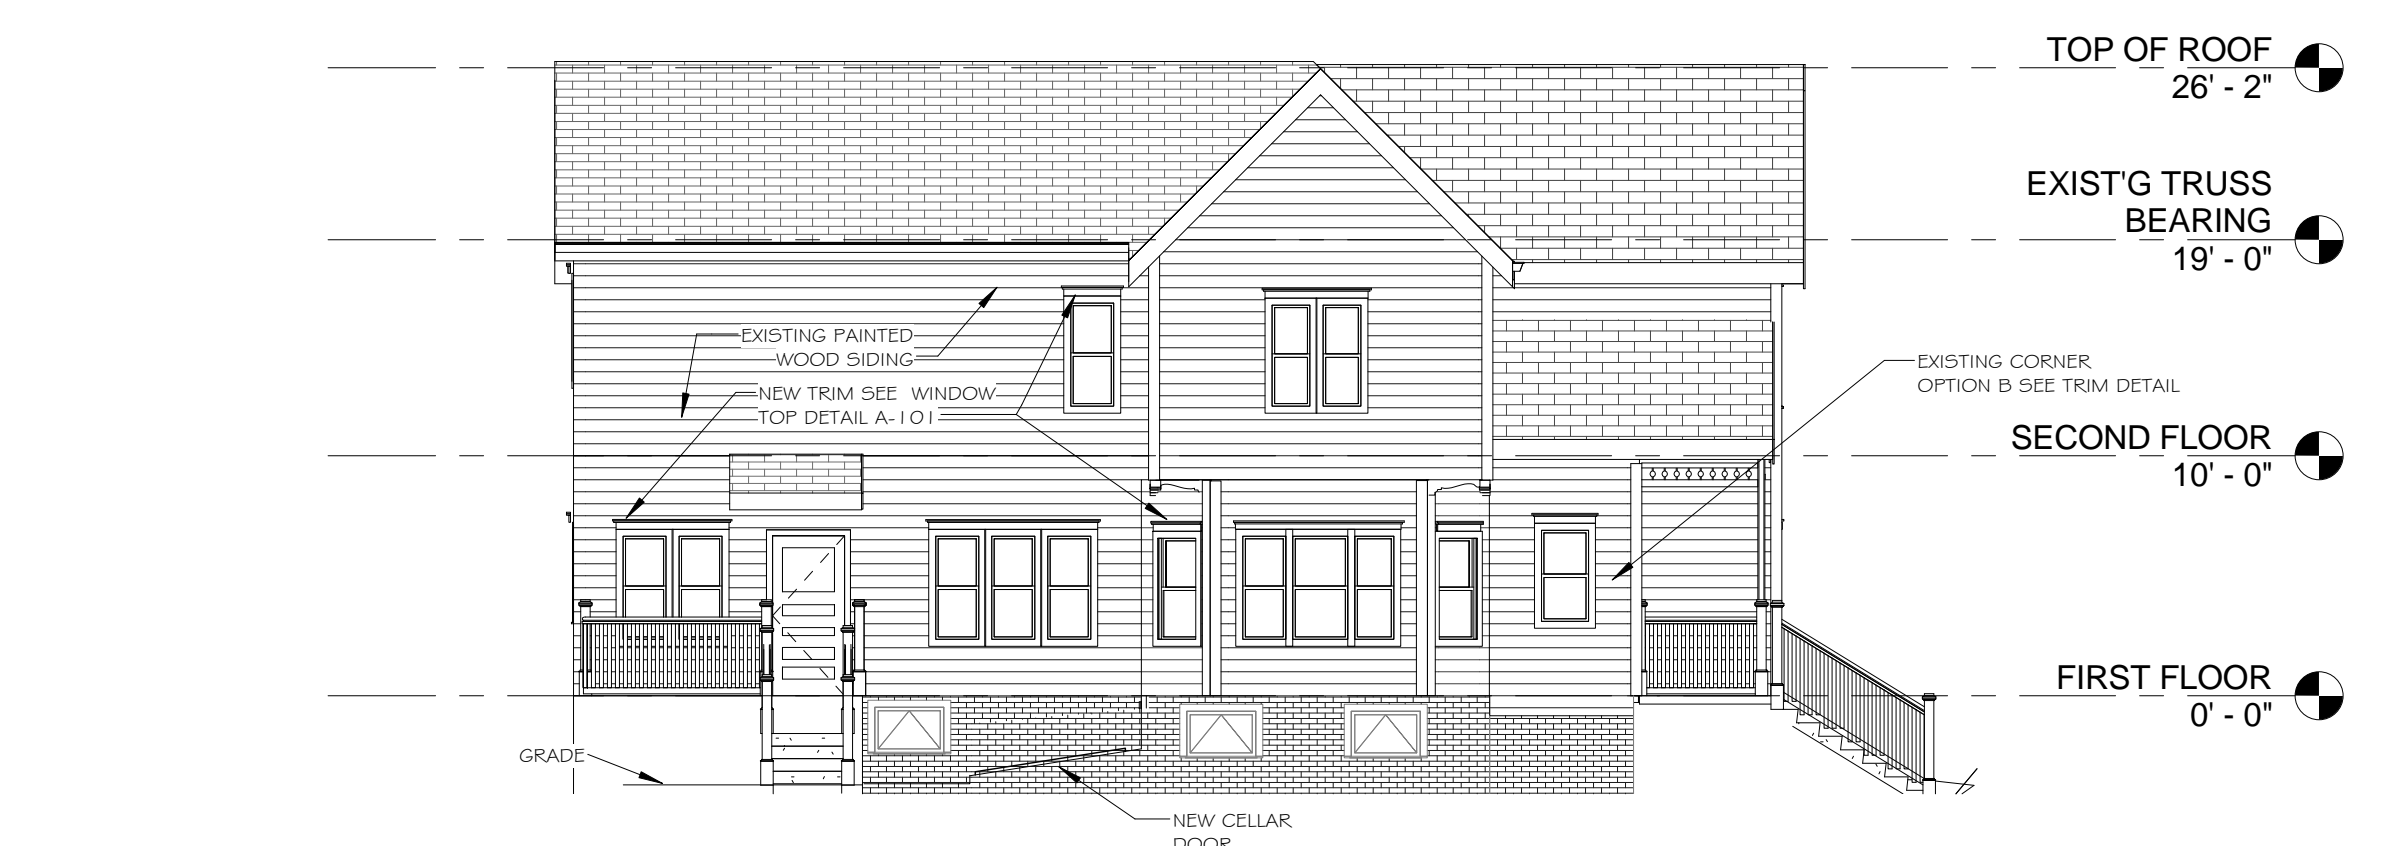 TOP OF ROOF
26' - 2"
EXIST'G TRUSS
BEARING
19' - 0"
EXISTING PAINTED
WOOD SIDING
NEW TRIM SEE WINDOW
TOP DETAIL A-101
EXISTING CORNER
OPTION B SEE TRIM DETAIL
SECOND FLOOR
10' - 0"
FIRST FLOOR
0' - 0"
GRADE
NEW CELLAR
DOOR